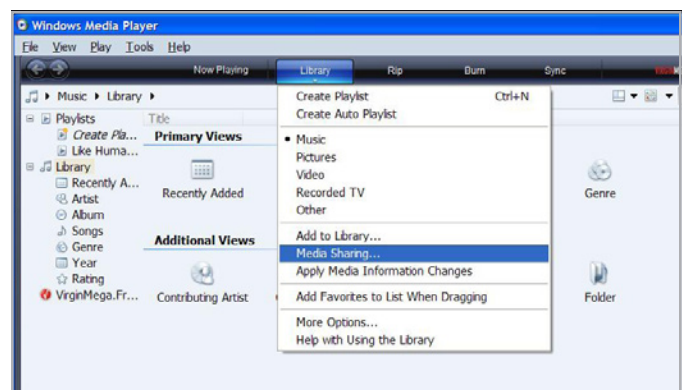 Windows Media Player
File View Play Tools Help
Now Playing Library Rip Burn Sync
Music Library
Create Playlist Ctrl+N
Create Auto Playlist
Music
Pictures
Video
Recorded TV
Other
Add to Library...
Media Sharing...
Apply Media Information Changes
Add Favorites to List When Dragging
More Options...
Help with Using the Library
Playlists
Create Pla...
Like Huma...
Library
Recently A...
Artist
Album
Songs
Genre
Year
Rating
VirginMega.Fr...
Title
Primary Views
Recently Added
Genre
Additional Views
Contributing Artist
Folder